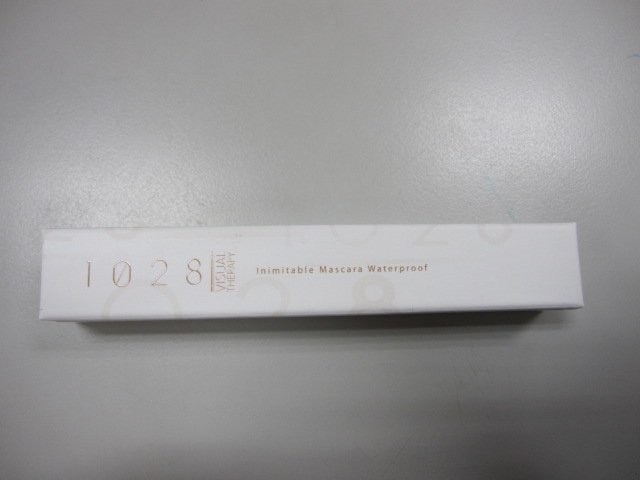 1028
VISUAL
THERAPY
Inimitable Mascara Waterproof